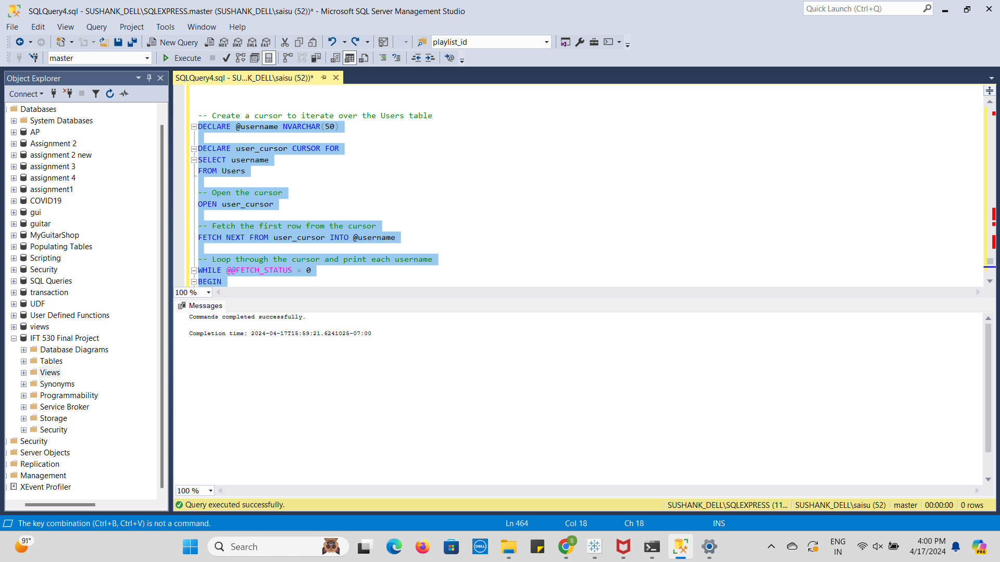 SQLQuery4.sql - SUSHANK_DELL\SQLEXPRESS.master (SUSHANK_DELL\saisu (52))* - Microsoft SQL Server Management Studio
Quick Launch (Ctrl+Q)
File Edit View Query Project Tools Window Help
New Query
MDX DMX XMLA DAX
playlist_id
master
Execute
Object Explorer
SQLQuery4.sql - SU...K_DELL\saisu (52))*
Connect
Databases
System Databases
AP
Assignment 2
assignment 2 new
assignment 3
assignment 4
assignment1
COVID19
gui
guitar
MyGuitarShop
Populating Tables
Scripting
Security
SQL Queries
transaction
UDF
User Defined Functions
views
IFT 530 Final Project
Database Diagrams
Tables
Views
Synonyms
Programmability
Service Broker
Storage
Security
Security
Server Objects
Replication
Management
XEvent Profiler
-- Create a cursor to iterate over the Users table
DECLARE @username NVARCHAR(50)
DECLARE user_cursor CURSOR FOR
SELECT username
FROM Users
-- Open the cursor
OPEN user_cursor
-- Fetch the first row from the cursor
FETCH NEXT FROM user_cursor INTO @username
-- Loop through the cursor and print each username
WHILE @@FETCH_STATUS = 0
BEGIN
100 %
Messages
Commands completed successfully.
Completion time: 2024-04-17T15:59:21.6241025-07:00
100 %
Query executed successfully.
SUSHANK_DELL\SQLEXPRESS (11... SUSHANK_DELL\saisu (52) master 00:00:00 0 rows
The key combination (Ctrl+B, Ctrl+V) is not a command.
Ln 464 Col 18 Ch 18 INS
91°
Search
DELL
S
ENG
IN
4:00 PM
4/17/2024
PRE